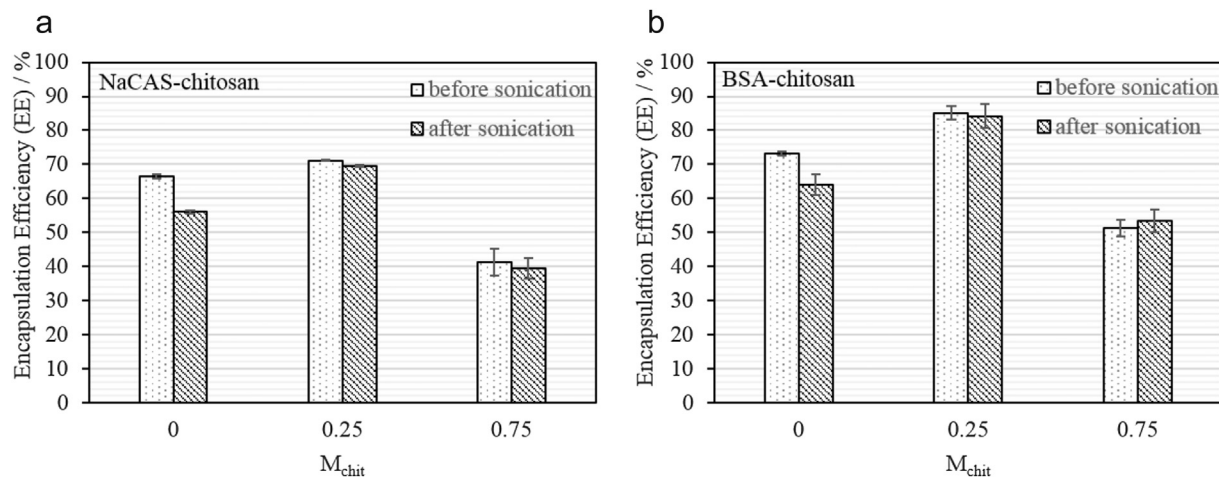 a
Encapsulation Efficiency (EE) / %
100
90
80
70
60
50
40
30
20
10
0
NaCAS-chitosan
before sonication
after sonication
0 0.25 0.75
M_chit
b
Encapsulation Efficiency (EE) / %
100
90
80
70
60
50
40
30
20
10
0
BSA-chitosan
before sonication
after sonication
0 0.25 0.75
M_chit